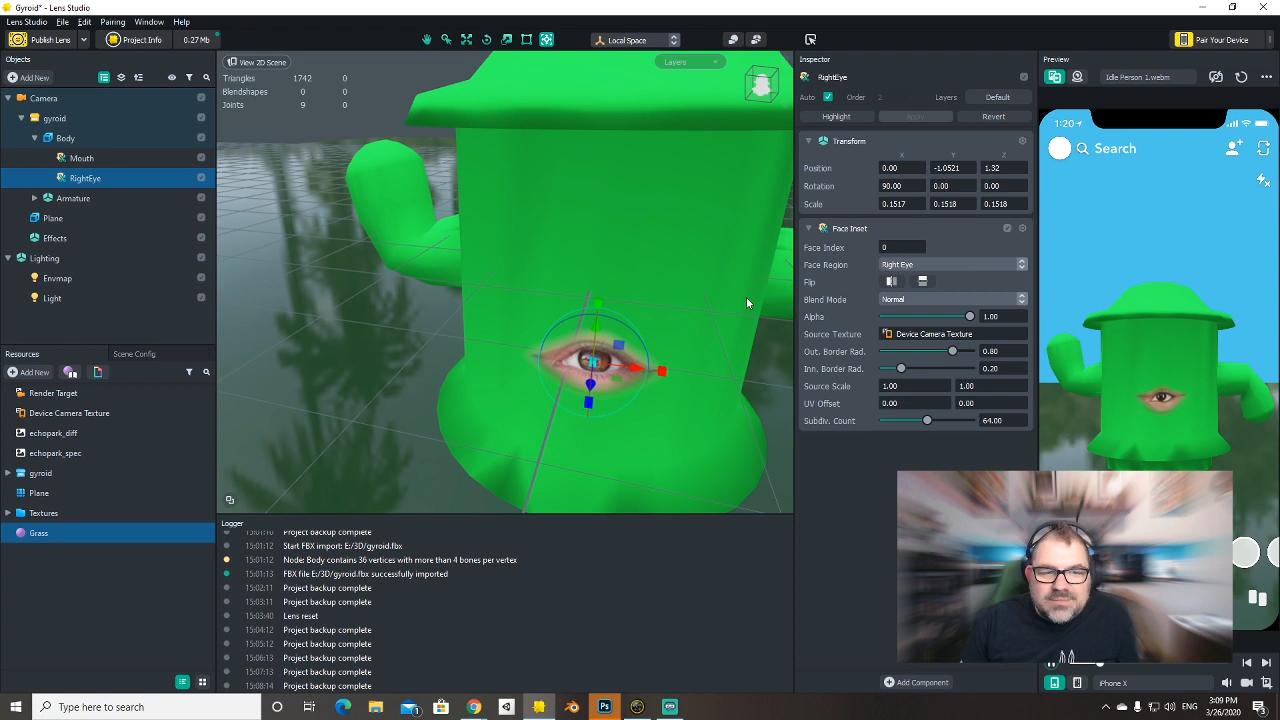 Gyroid* - Lens Studio
Lens Studio File Edit Pairing Window Help
Publish Lens Project Info 0.27 Mb Local Space Pair Your Device
Objects
Add New
Camera
gyroid
Body
Mouth
RightEye
Armature
Plane
Effects
Lighting
Envmap
Light
Resources Scene Config
Add New
Render Target
Device Camera Texture
echopark_diff
echopark_spec
gyroid
Plane
Textures
Grass
View 2D Scene Layers
Triangles 1742 0
Blendshapes 0 0
Joints 9 0
Logger
15:01:10 Project backup complete
15:01:12 Start FBX import: E:/3D/gyroid.fbx
15:01:12 Node: Body contains 36 vertices with more than 4 bones per vertex
15:01:13 FBX file E:/3D/gyroid.fbx successfully imported
15:02:11 Project backup complete
15:03:11 Project backup complete
15:03:40 Lens reset
15:04:12 Project backup complete
15:05:12 Project backup complete
15:06:13 Project backup complete
15:07:13 Project backup complete
15:08:14 Project backup complete
Inspector
RightEye
Auto Order 2 Layers Default
Highlight Apply Revert
Transform
X Y Z
Position 0.00 -1.0521 1.32
Rotation 90.00 0.00 0.00
Scale 0.1517 0.1518 0.1518
Face Inset
Face Index 0
Face Region Right Eye
Flip
Blend Mode Normal
Alpha 1.00
Source Texture Device Camera Texture
Out. Border Rad. 0.80
Inn. Border Rad. 0.20
Source Scale 1.00 1.00
UV Offset 0.00 0.00
Subdiv. Count 64.00
Add Component
Preview
Idle Person 1.webm
1:20
Search
iPhone X
Type here to search
ENG 3:09 PM
3/26/2020